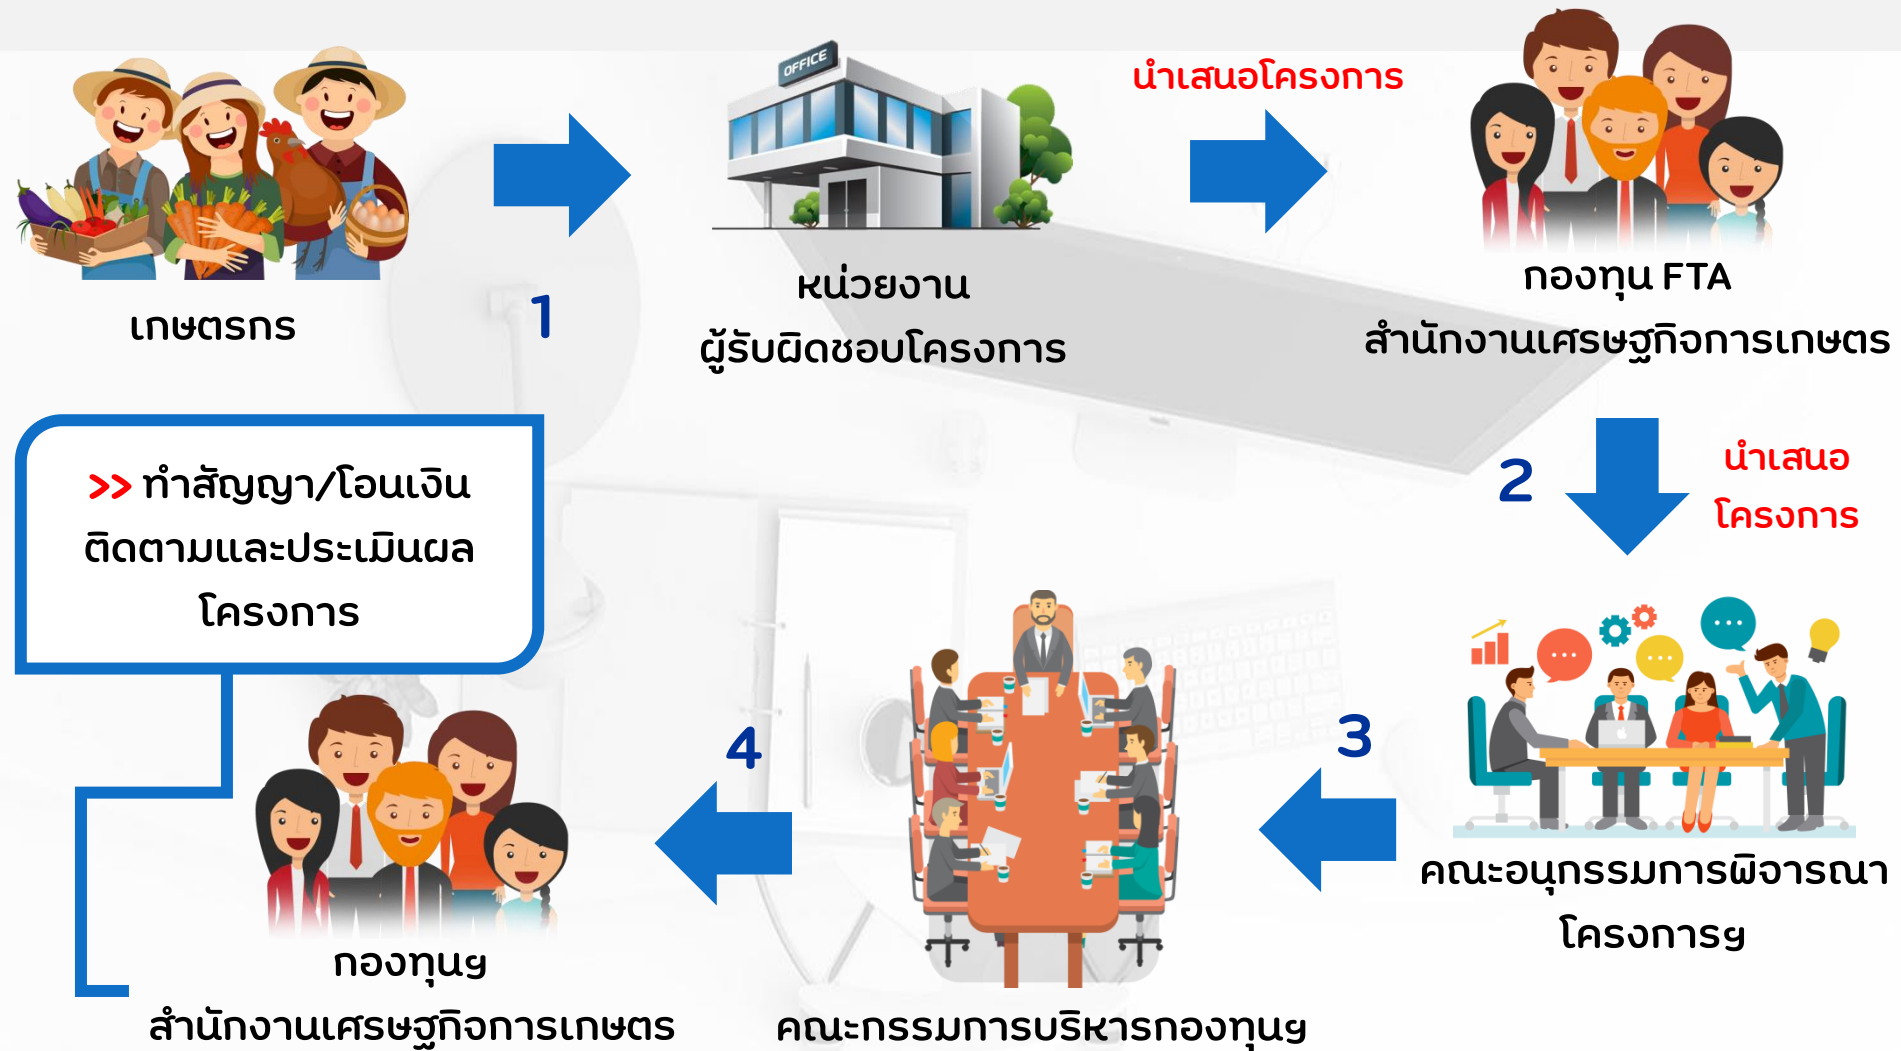 OFFICE
นำเสนอโครงการ
เกษตรกร
1
หน่วยงาน
ผู้รับผิดชอบโครงการ
กองทุน FTA
สำนักงานเศรษฐกิจการเกษตร
2
นำเสนอ
โครงการ
>> ทำสัญญา/โอนเงิน
ติดตามและประเมินผล
โครงการ
3
คณะอนุกรรมการพิจารณา
โครงการฯ
4
คณะกรรมการบริหารกองทุนฯ
กองทุนฯ
สำนักงานเศรษฐกิจการเกษตร